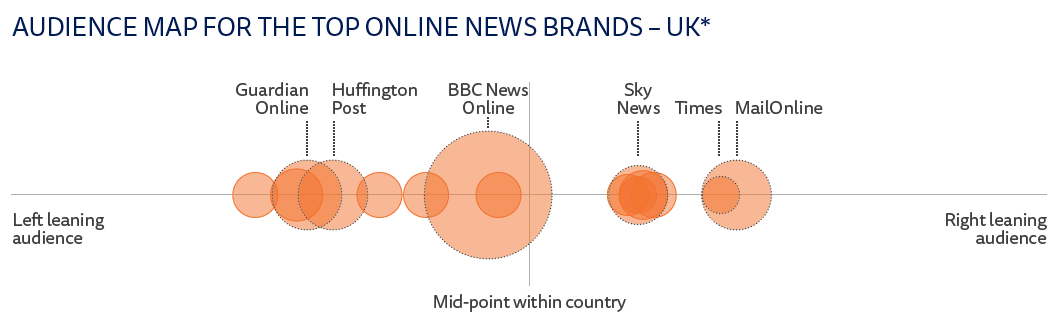 AUDIENCE MAP FOR THE TOP ONLINE NEWS BRANDS – UK*
Guardian
Online
Huffington
Post
BBC News
Online
Sky
News
Times
MailOnline
Left leaning
audience
Right leaning
audience
Mid-point within country